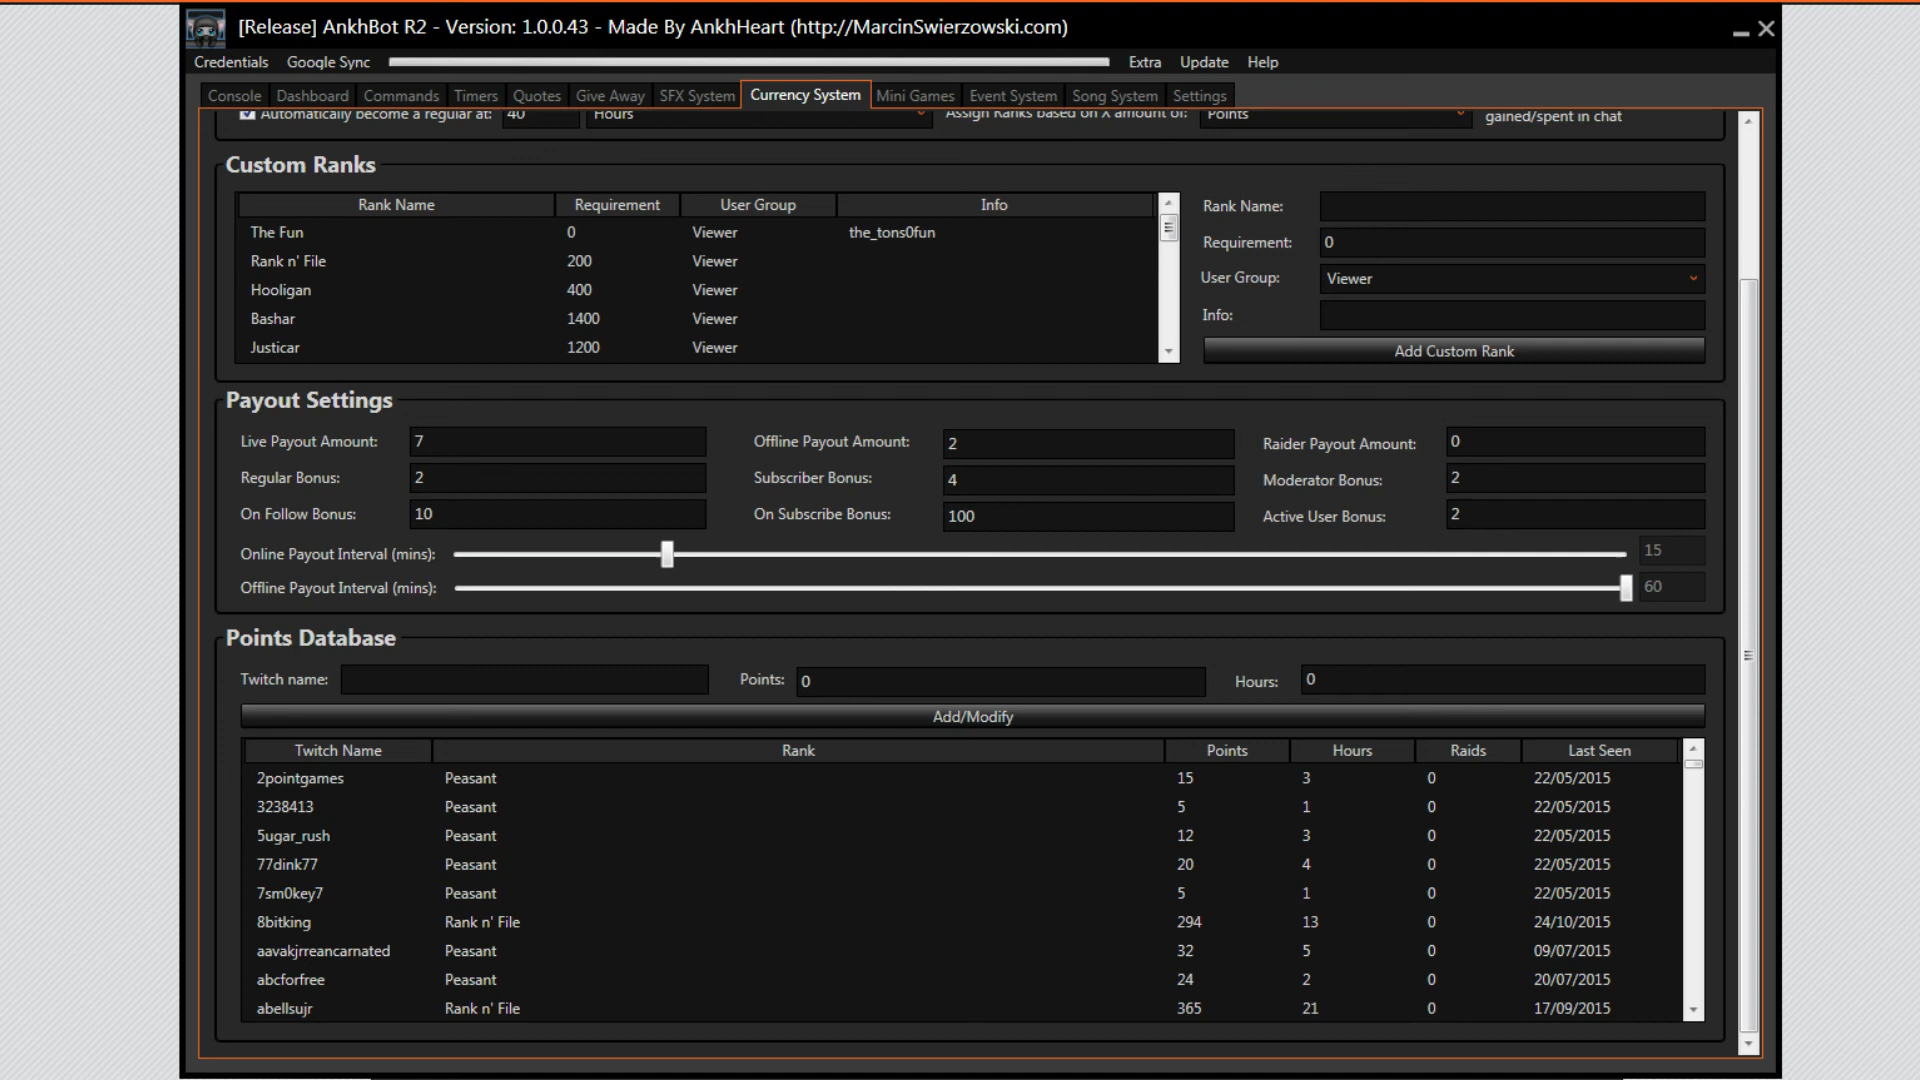 [Release] AnkhBot R2 - Version: 1.0.0.43 - Made By AnkhHeart (http://MarcinSwierzowski.com)
Credentials Google Sync Extra Update Help
Console Dashboard Commands Timers Quotes Give Away SFX System Currency System Mini Games Event System Song System Settings
Automatically become a regular at: 40 Hours Assign Ranks based on X amount of: Points gained/spent in chat
Custom Ranks
Rank Name Requirement User Group Info
The Fun 0 Viewer the_tons0fun
Rank n' File 200 Viewer
Hooligan 400 Viewer
Bashar 1400 Viewer
Justicar 1200 Viewer
Rank Name:
Requirement: 0
User Group: Viewer
Info:
Add Custom Rank
Payout Settings
Live Payout Amount: 7 Offline Payout Amount: 2 Raider Payout Amount: 0
Regular Bonus: 2 Subscriber Bonus: 4 Moderator Bonus: 2
On Follow Bonus: 10 On Subscribe Bonus: 100 Active User Bonus: 2
Online Payout Interval (mins): 15
Offline Payout Interval (mins): 60
Points Database
Twitch name: Points: 0 Hours: 0
Add/Modify
Twitch Name Rank Points Hours Raids Last Seen
2pointgames Peasant 15 3 0 22/05/2015
3238413 Peasant 5 1 0 22/05/2015
5ugar_rush Peasant 12 3 0 22/05/2015
77dink77 Peasant 20 4 0 22/05/2015
7sm0key7 Peasant 5 1 0 22/05/2015
8bitking Rank n' File 294 13 0 24/10/2015
aavakjrreancarnated Peasant 32 5 0 09/07/2015
abcforfree Peasant 24 2 0 20/07/2015
abellsujr Rank n' File 365 21 0 17/09/2015